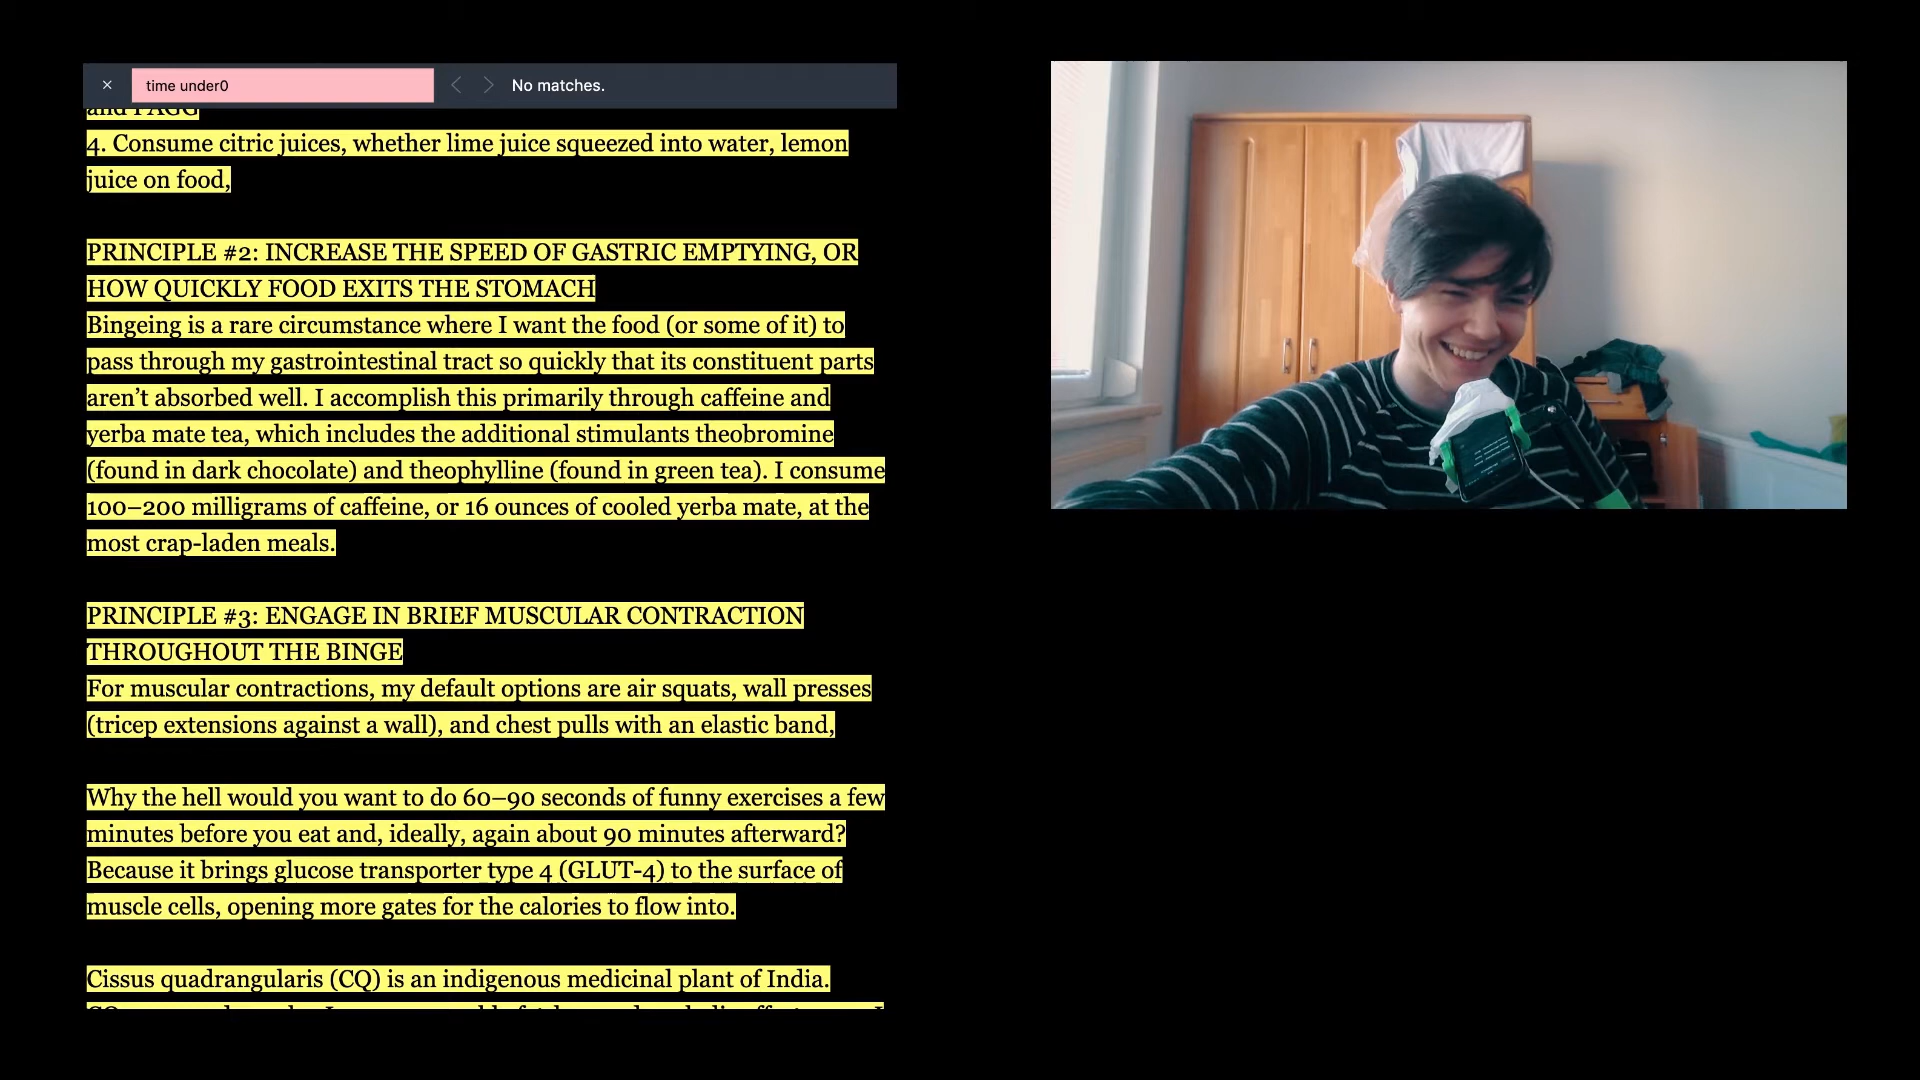 × time under0 < > No matches.
and PAGG
4. Consume citric juices, whether lime juice squeezed into water, lemon
juice on food,
PRINCIPLE #2: INCREASE THE SPEED OF GASTRIC EMPTYING, OR
HOW QUICKLY FOOD EXITS THE STOMACH
Bingeing is a rare circumstance where I want the food (or some of it) to
pass through my gastrointestinal tract so quickly that its constituent parts
aren’t absorbed well. I accomplish this primarily through caffeine and
yerba mate tea, which includes the additional stimulants theobromine
(found in dark chocolate) and theophylline (found in green tea). I consume
100–200 milligrams of caffeine, or 16 ounces of cooled yerba mate, at the
most crap-laden meals.
PRINCIPLE #3: ENGAGE IN BRIEF MUSCULAR CONTRACTION
THROUGHOUT THE BINGE
For muscular contractions, my default options are air squats, wall presses
(tricep extensions against a wall), and chest pulls with an elastic band,
Why the hell would you want to do 60–90 seconds of funny exercises a few
minutes before you eat and, ideally, again about 90 minutes afterward?
Because it brings glucose transporter type 4 (GLUT-4) to the surface of
muscle cells, opening more gates for the calories to flow into.
Cissus quadrangularis (CQ) is an indigenous medicinal plant of India.